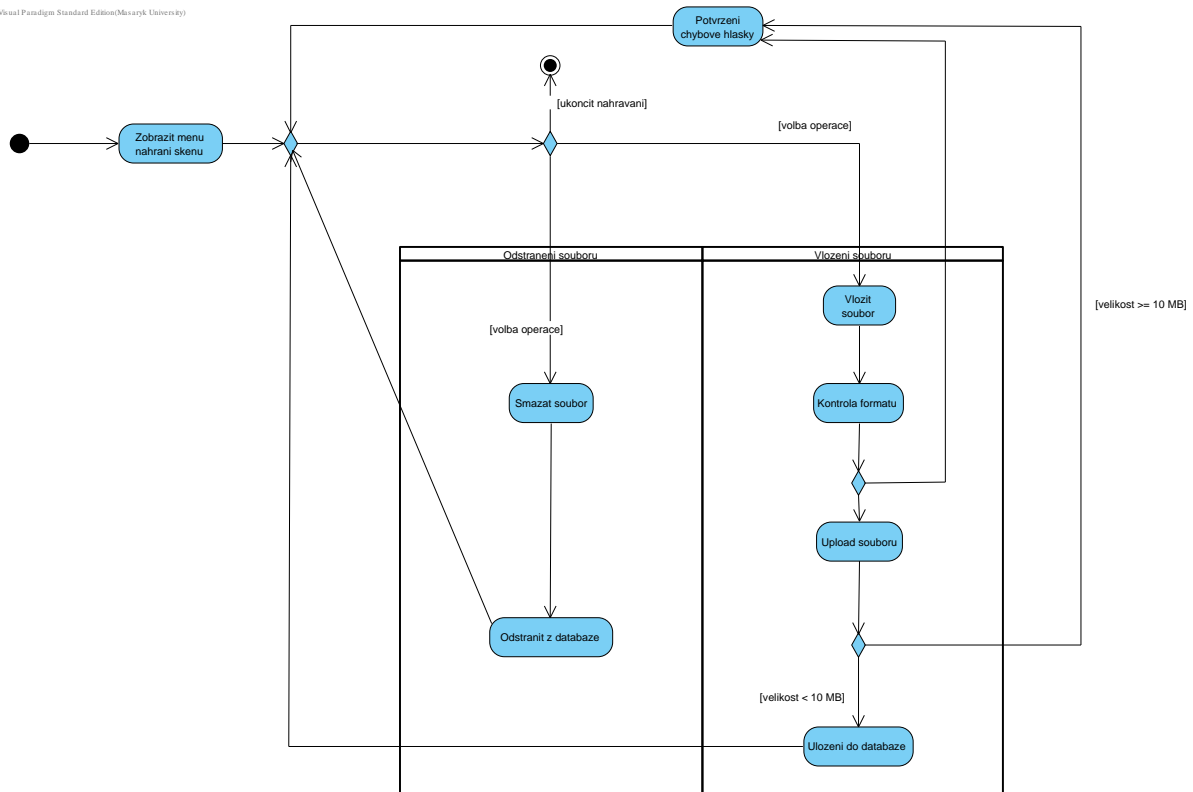 Visual Paradigm Standard Edition(Masaryk University)
Potvrzeni
chybove hlasky
[ukoncit nahravani]
[volba operace]
Zobrazit menu
nahrani skenu
Odstraneni souboru
Vlozeni souboru
Vlozit
soubor
[velikost >= 10 MB]
[volba operace]
Smazat soubor
Kontrola formatu
Upload souboru
Odstranit z databaze
[velikost < 10 MB]
Ulozeni do databaze